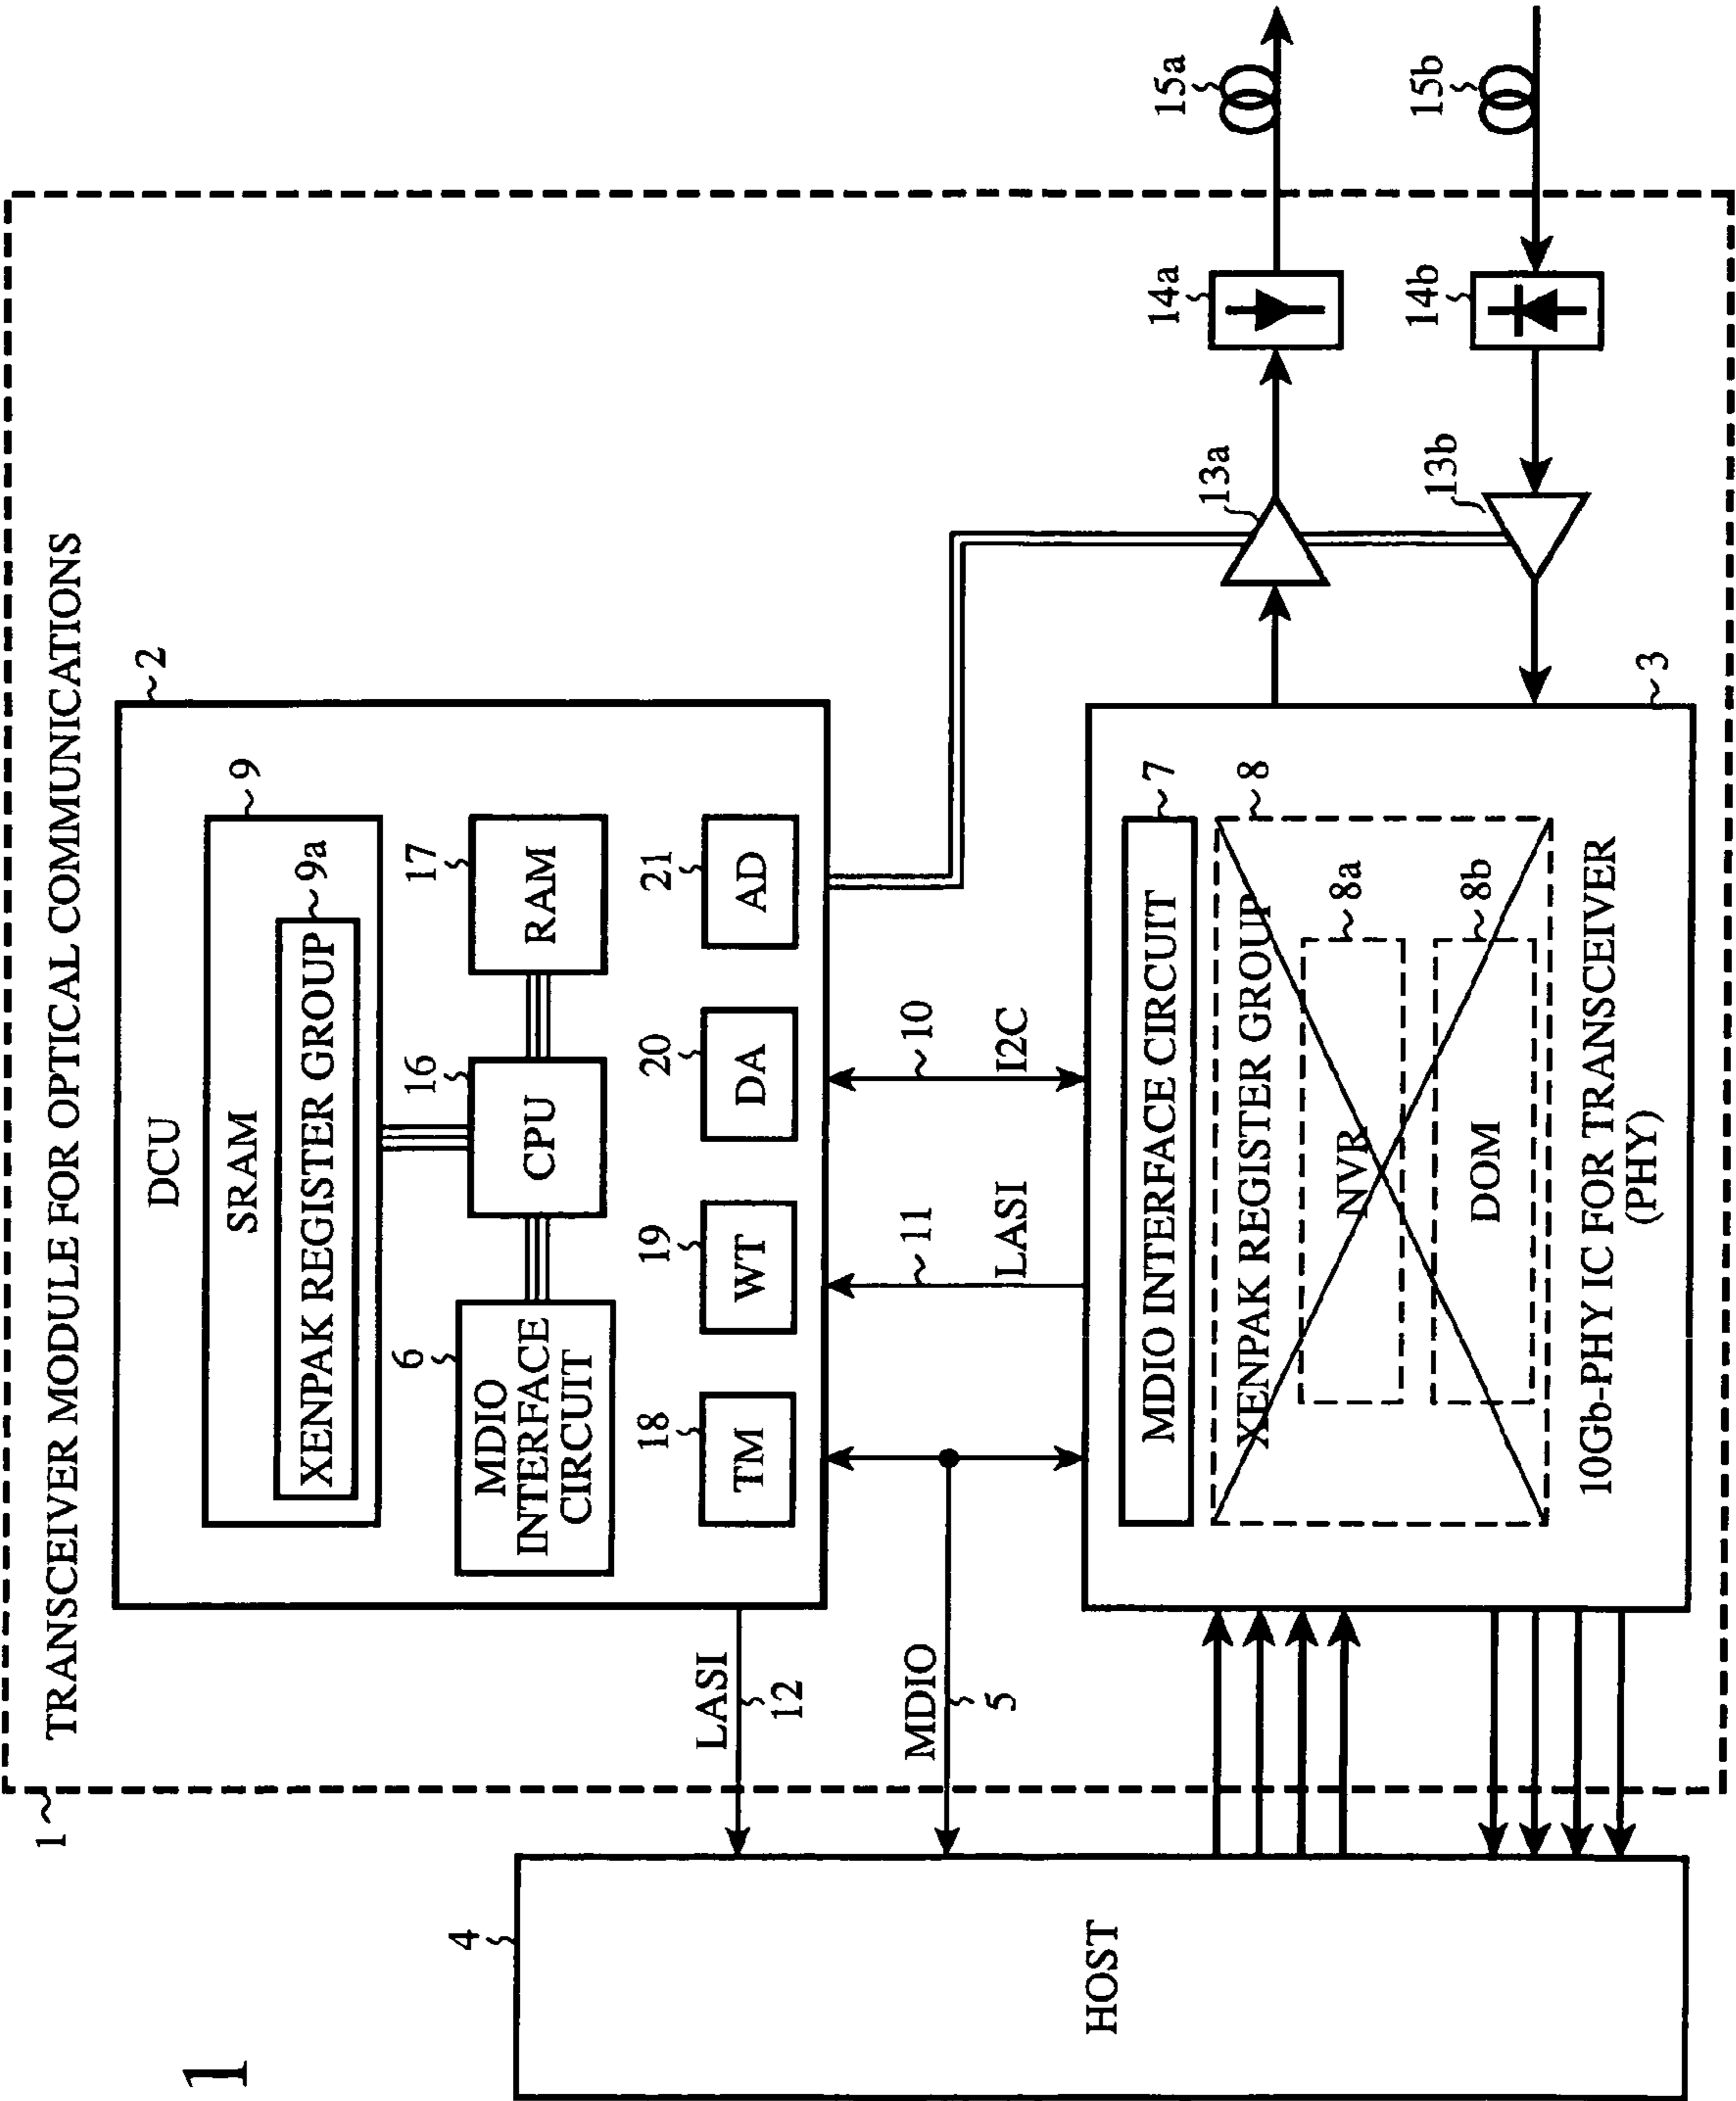 1
1
TRANSCEIVER MODULE FOR OPTICAL COMMUNICATIONS
2
DCU
9
SRAM
9a
XENPAK REGISTER GROUP
6
MDIO
INTERFACE
CIRCUIT
16
CPU
17
RAM
18
TM
19
WT
20
DA
21
AD
LASI
12
MDIO
5
11
LASI
10
I2C
4
HOST
7
MDIO INTERFACE CIRCUIT
8
XENPAK REGISTER GROUP
8a
NVR
8b
DOM
10Gb-PHY IC FOR TRANSCEIVER
(PHY)
3
13a
14a
15a
13b
14b
15b